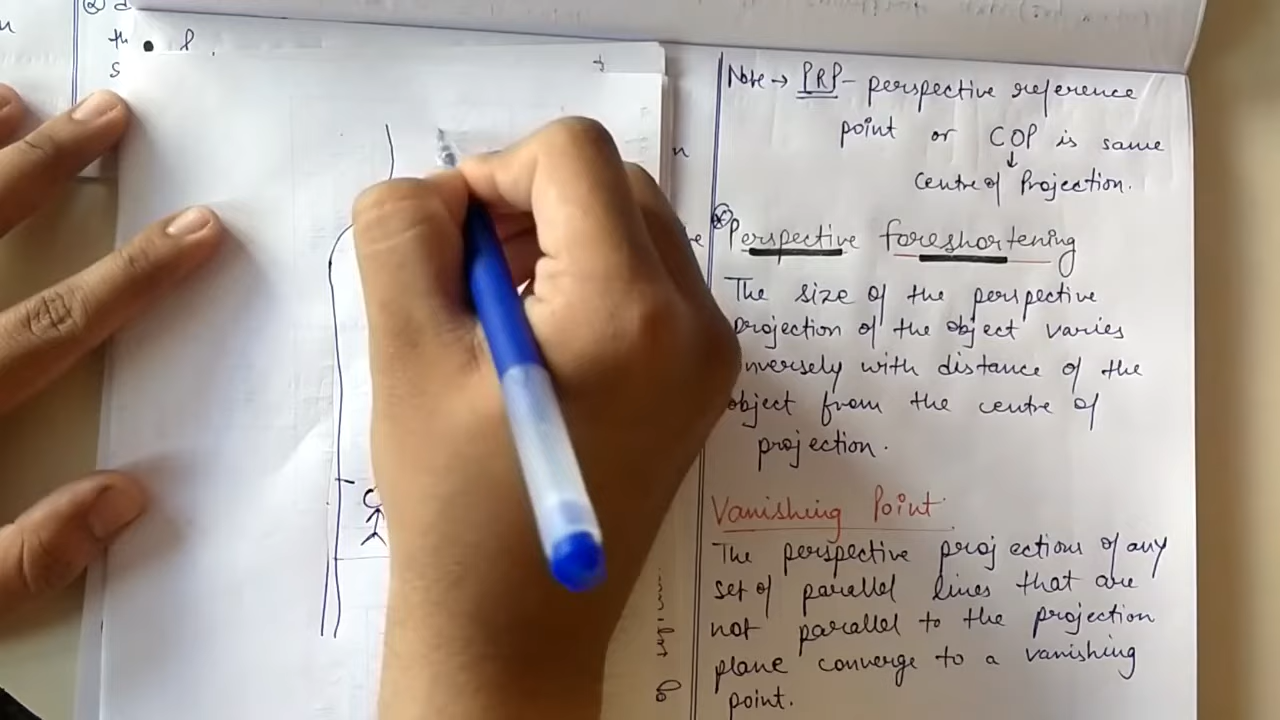 Note → PRP - perspective reference
point or COP is same
↓
Centre of Projection.
Perspective foreshortening
The size of the perspective
projection of the object varies
inversely with distance of the
object from the centre of
projection.
Vanishing Point
The perspective projections of any
set of parallel lines that are
not parallel to the projection
plane converge to a vanishing
point.